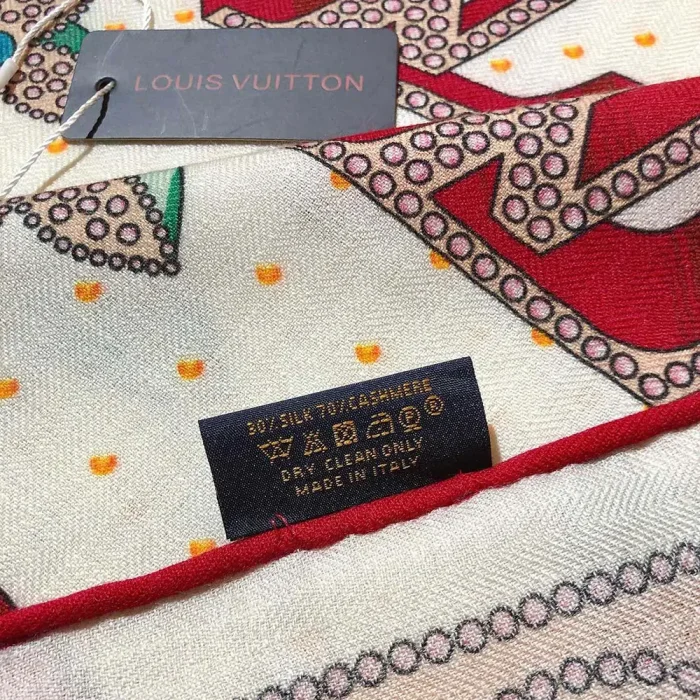 LOUIS VUITTON
30% SILK 70% CASHMERE
P®
DRY CLEAN ONLY
MADE IN ITALY